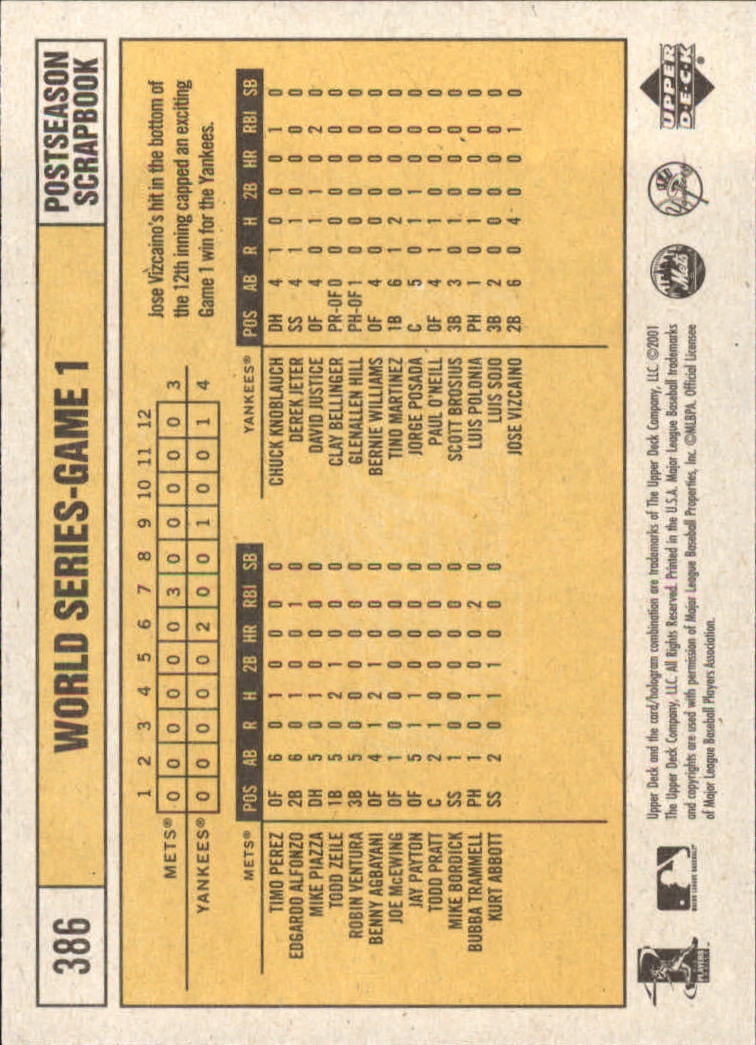 386
WORLD SERIES-GAME 1
POSTSEASON
SCRAPBOOK
1 2 3 4 5 6 7 8 9 10 11 12
METS® 0 0 0 0 0 0 3 0 0 0 0 0 3
YANKEES® 0 0 0 0 0 2 0 0 1 0 0 1 4
Jose Vizcaino's hit in the bottom of
the 12th inning capped an exciting
Game 1 win for the Yankees.
METS® POS AB R H 2B HR RBI SB
TIMO PEREZ OF 6 0 1 0 0 0 0
EDGARDO ALFONZO 2B 6 0 1 0 0 1 0
MIKE PIAZZA DH 5 0 1 0 0 0 0
TODD ZEILE 1B 5 0 2 1 0 0 0
ROBIN VENTURA 3B 5 0 0 0 0 0 0
BENNY AGBAYANI OF 4 1 2 1 0 0 0
JOE McEWING OF 1 0 0 0 0 0 0
JAY PAYTON OF 5 1 1 0 0 0 0
TODD PRATT C 2 1 0 0 0 0 0
MIKE BORDICK SS 1 0 0 0 0 0 0
BUBBA TRAMMELL PH 1 0 1 0 0 2 0
KURT ABBOTT SS 2 0 1 1 0 0 0
YANKEES® POS AB R H 2B HR RBI SB
CHUCK KNOBLAUCH DH 4 1 0 0 0 1 0
DEREK JETER SS 4 1 1 0 0 0 0
DAVID JUSTICE OF 4 0 1 1 0 2 0
CLAY BELLINGER PR-OF 0 0 0 0 0 0 0
GLENALLEN HILL PH-OF 1 0 0 0 0 0 0
BERNIE WILLIAMS OF 4 0 0 0 0 0 0
TINO MARTINEZ 1B 6 1 2 0 0 0 0
JORGE POSADA C 5 0 1 1 0 0 0
PAUL O'NEILL OF 4 1 1 0 0 0 0
SCOTT BROSIUS 3B 3 0 1 0 0 0 0
LUIS POLONIA PH 1 0 1 0 0 0 0
LUIS SOJO 3B 2 0 0 0 0 0 0
JOSE VIZCAINO 2B 6 0 4 0 0 1 0
PLAYERS
MAJOR LEAGUE BASEBALL®
Upper Deck and the card/hologram combination are trademarks of The Upper Deck Company, LLC. ©2001
The Upper Deck Company, LLC. All Rights Reserved. Printed in the U.S.A. Major League Baseball trademarks
and copyrights are used with permission of Major League Baseball Properties, Inc. ©MLBPA. Official Licensee
of Major League Baseball Players Association.
Mets
Yankees
UPPER
DECK®